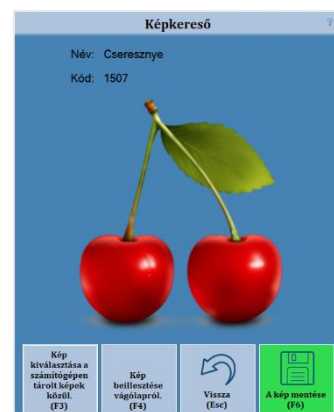 Képkereső
Név: Cseresznye
Kód: 1507
Kép
kiválasztása a
számítógépen
tárolt képek
közül.
(F3)
Kép
beillesztése
vágólapról.
(F4)
Vissza
(Esc)
A kép mentése
(F6)